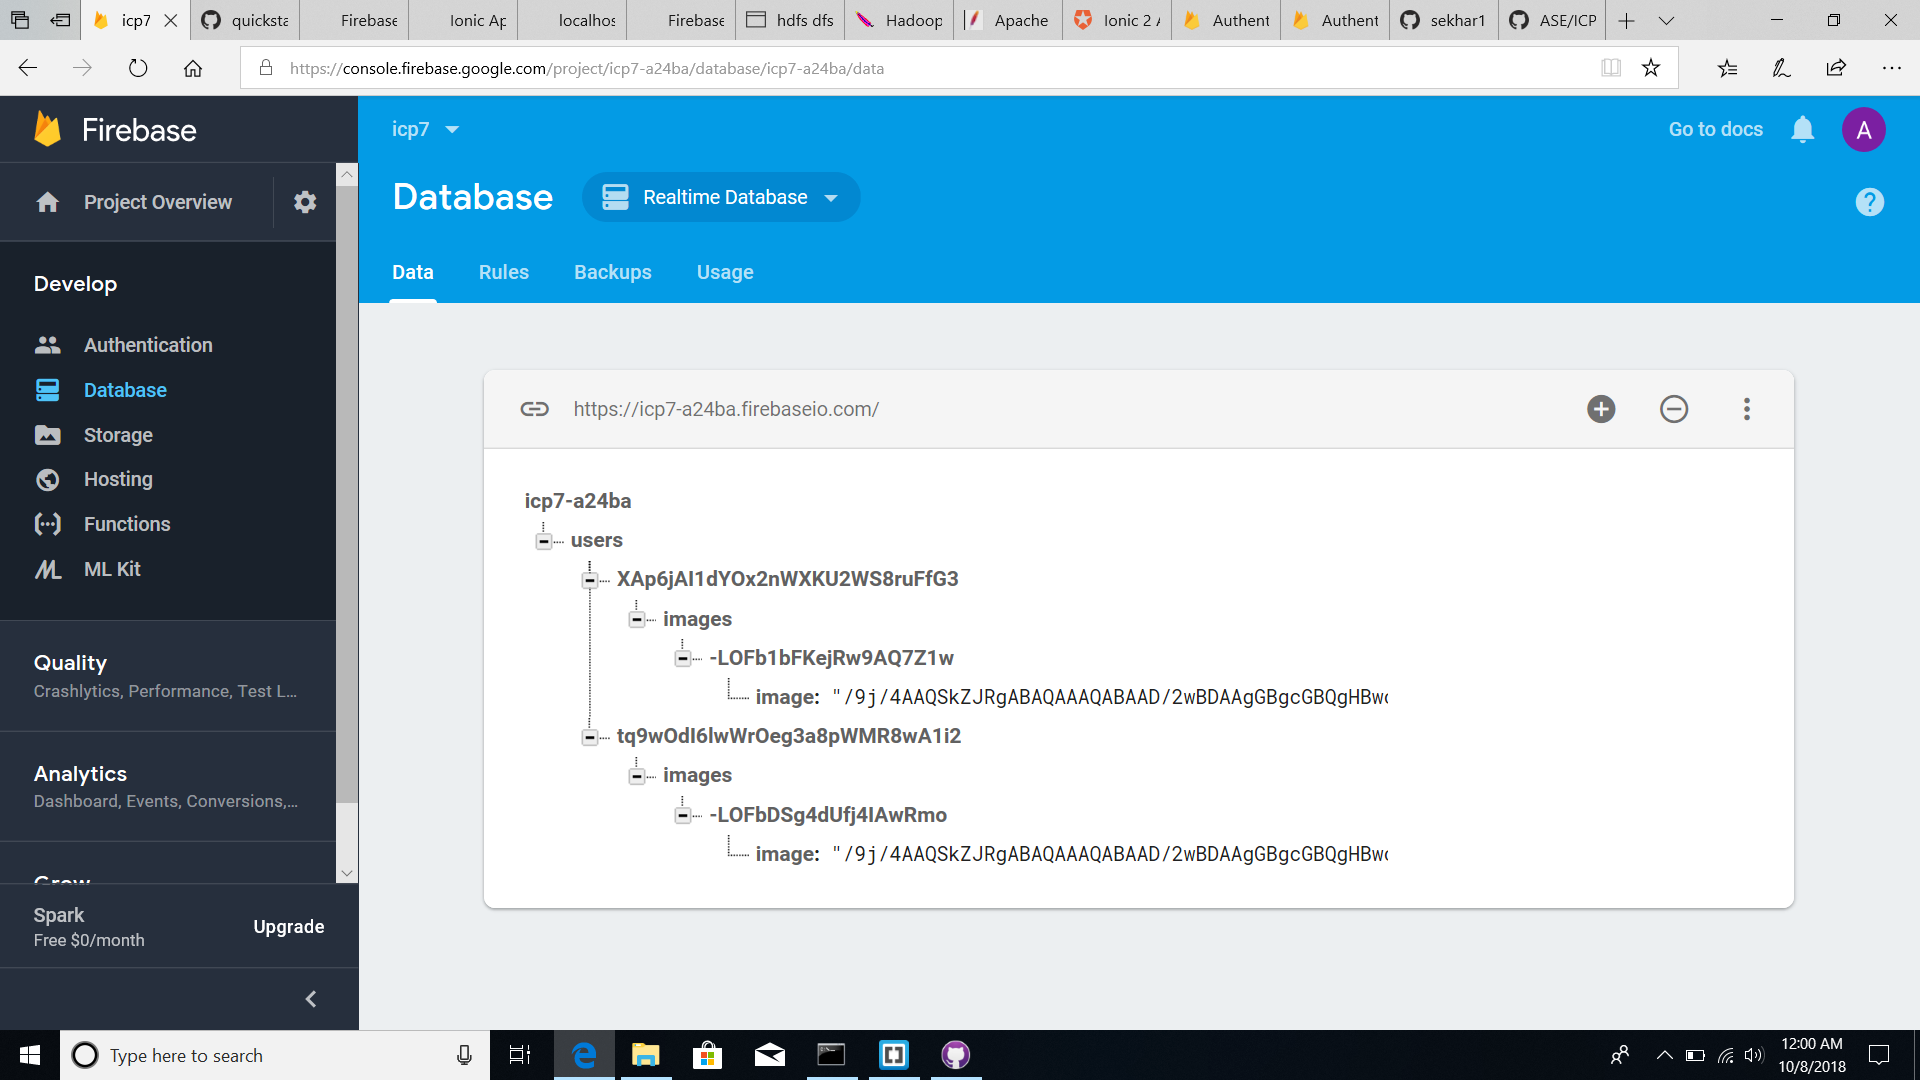 icp7
quicksta
Firebase
Ionic Ap
localhos
Firebase
hdfs dfs
Hadoop
Apache
Ionic 2 A
Authent
Authent
sekhar1
ASE/ICP
https://console.firebase.google.com/project/icp7-a24ba/database/icp7-a24ba/data
Firebase
icp7
Go to docs
A
Project Overview
Database
Realtime Database
?
Data
Rules
Backups
Usage
Develop
Authentication
Database
Storage
Hosting
Functions
ML Kit
Quality
Crashlytics, Performance, Test L...
Analytics
Dashboard, Events, Conversions,...
Grow
Spark
Free $0/month
Upgrade
https://icp7-a24ba.firebaseio.com/
icp7-a24ba
users
XAp6jAI1dYOx2nWXKU2WS8ruFfG3
images
-LOFb1bFKejRw9AQ7Z1w
image: "/9j/4AAQSkZJRgABAQAAAQABAAD/2wBDAAgGBgcGBQgHBwc
tq9wOdI6lwWrOeg3a8pWMR8wA1i2
images
-LOFbDSg4dUfj4IAwRmo
image: "/9j/4AAQSkZJRgABAQAAAQABAAD/2wBDAAgGBgcGBQgHBwc
Type here to search
12:00 AM
10/8/2018